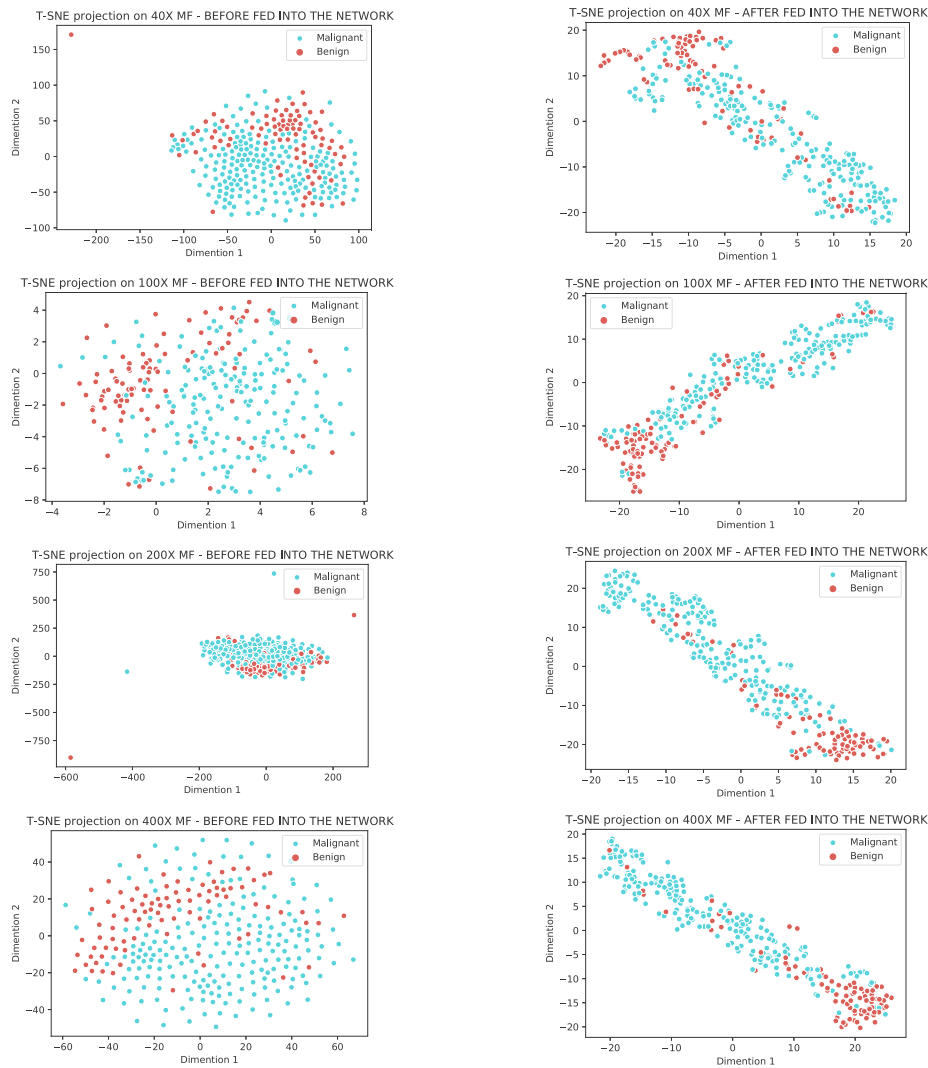 T-SNE projection on 40X MF - BEFORE FED INTO THE NETWORK
Malignant
Benign
150
100
50
0
−50
−100
Dimention 2
−200
−150
−100
−50
0
50
100
Dimention 1
T-SNE projection on 40X MF - AFTER FED INTO THE NETWORK
Malignant
Benign
20
10
0
−10
−20
Dimention 2
−20
−15
−10
−5
0
5
10
15
20
Dimention 1
T-SNE projection on 100X MF - BEFORE FED INTO THE NETWORK
Malignant
Benign
4
2
0
−2
−4
−6
−8
Dimention 2
−4
−2
0
2
4
6
8
Dimention 1
T-SNE projection on 100X MF - AFTER FED INTO THE NETWORK
Malignant
Benign
20
10
0
−10
−20
Dimention 2
−20
−10
0
10
20
Dimention 1
T-SNE projection on 200X MF - BEFORE FED INTO THE NETWORK
Malignant
Benign
750
500
250
0
−250
−500
−750
Dimention 2
−600
−400
−200
0
200
Dimention 1
T-SNE projection on 200X MF - AFTER FED INTO THE NETWORK
Malignant
Benign
20
10
0
−10
−20
Dimention 2
−20
−15
−10
−5
0
5
10
15
20
Dimention 1
T-SNE projection on 400X MF - BEFORE FED INTO THE NETWORK
Malignant
Benign
40
20
0
−20
−40
Dimention 2
−60
−40
−20
0
20
40
60
Dimention 1
T-SNE projection on 400X MF - AFTER FED INTO THE NETWORK
Malignant
Benign
20
15
10
5
0
−5
−10
−15
−20
Dimention 2
−20
−10
0
10
20
Dimention 1